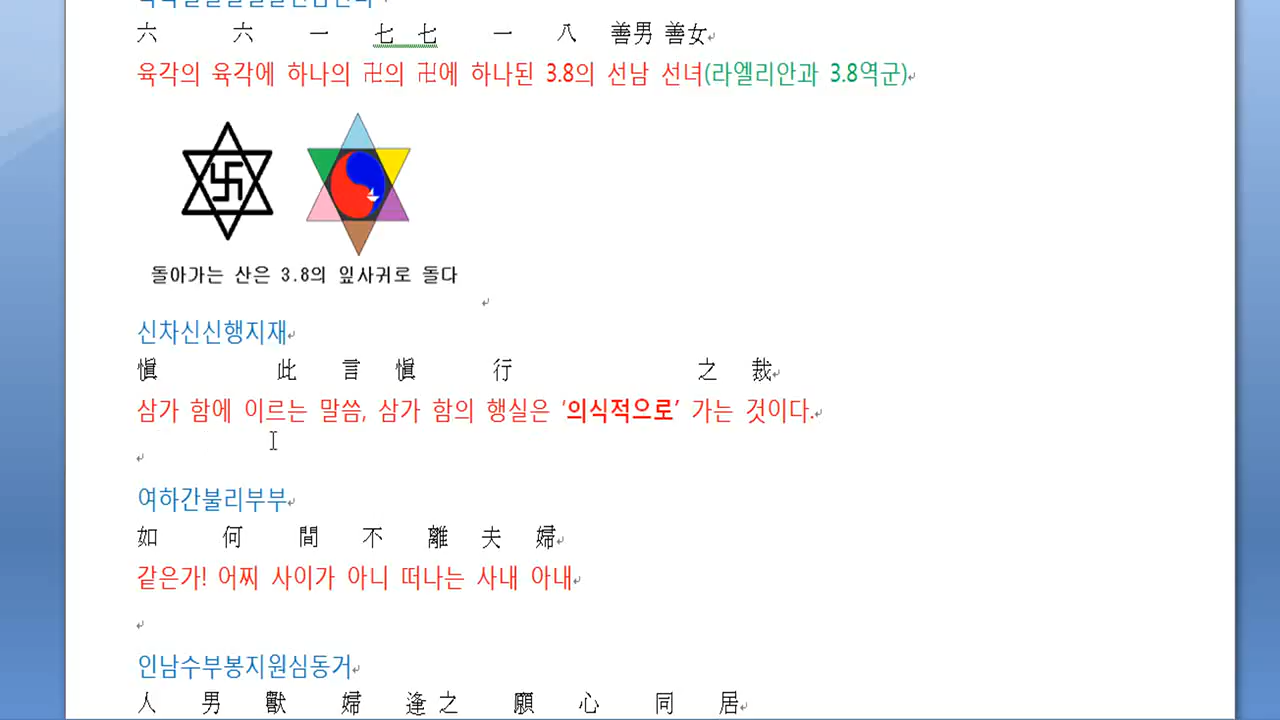 六 六 一 七 七 一 八 善男 善女
육각의 육각에 하나의 卍의 卍에 하나된 3.8의 선남 선녀(라엘리안과 3.8역군)
돌아가는 산은 3.8의 잎사귀로 돌다
신차신신행지재
愼 此 言 愼 行 之 裁
삼가 함에 이르는 말씀, 삼가 함의 행실은 '의식적으로' 가는 것이다.
여하간불리부부
如 何 間 不 離 夫 婦
같은가! 어찌 사이가 아니 떠나는 사내 아내
인남수부봉지원심동거
人 男 獸 婦 逢 之 願 心 同 居